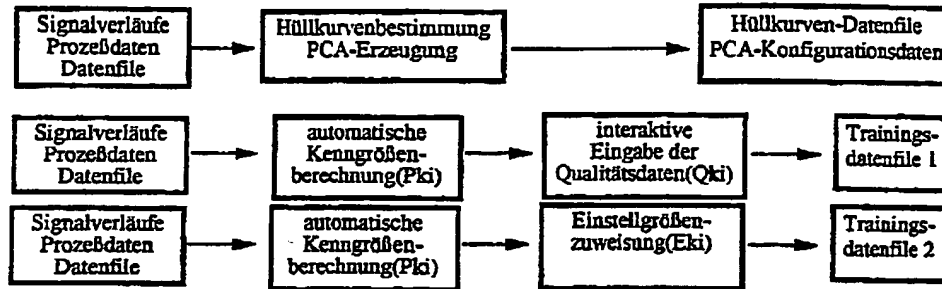 Signalverläufe
Prozeßdaten
Datenfile
Hüllkurvenbestimmung
PCA-Erzeugung
Hüllkurven-Datenfile
PCA-Konfigurationsdaten
Signalverläufe
Prozeßdaten
Datenfile
automatische
Kenngrößen-
berechnung(Pki)
interaktive
Eingabe der
Qualitätsdaten(Qki)
Trainings-
datenfile 1
Signalverläufe
Prozeßdaten
Datenfile
automatische
Kenngrößen-
berechnung(Pki)
Einstellgrößen-
zuweisung(Eki)
Trainings-
datenfile 2